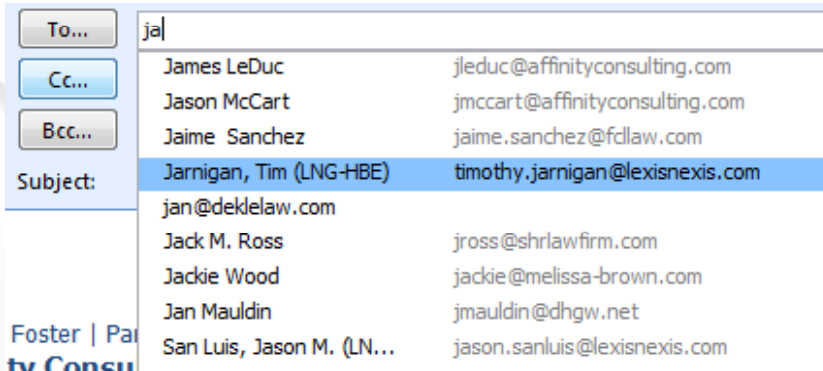 To... ja
James LeDuc jleduc@affinityconsulting.com
Cc...
Jason McCart jmccart@affinityconsulting.com
Bcc...
Jaime Sanchez jaime.sanchez@fcllaw.com
Subject: Jarnigan, Tim (LNG-HBE) timothy.jarnigan@lexisnexis.com
jan@deklelaw.com
Jack M. Ross jross@shrlawfirm.com
Jackie Wood jackie@melissa-brown.com
Jan Mauldin jmauldin@dhgw.net
Foster | Par
San Luis, Jason M. (LN... jason.sanluis@lexisnexis.com
ty Consu